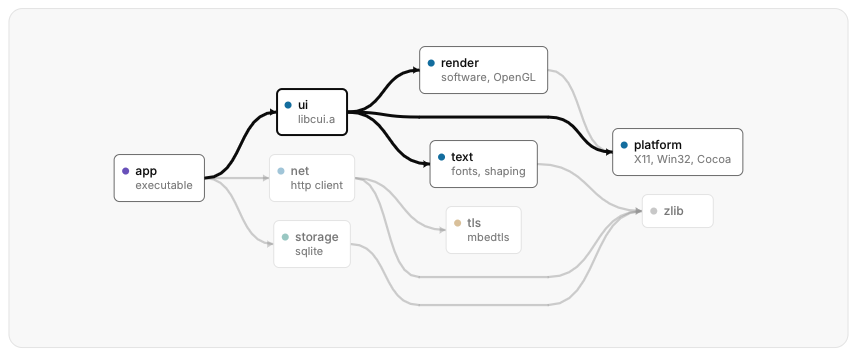 render
software, OpenGL
ui
libcui.a
platform
X11, Win32, Cocoa
text
fonts, shaping
app
executable
net
http client
zlib
tls
mbedtls
storage
sqlite